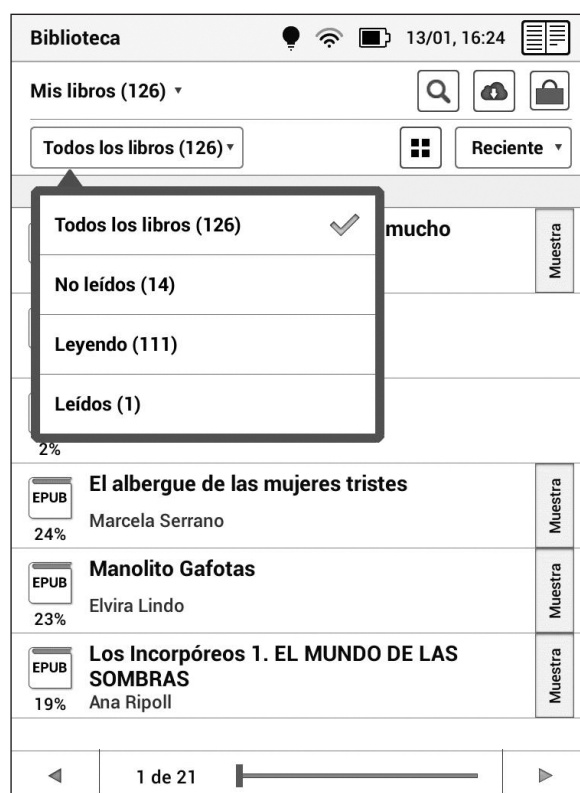 Biblioteca 13/01, 16:24
Mis libros (126)
Todos los libros (126) Reciente
Todos los libros (126)
mucho
Muestra
No leídos (14)
Leyendo (111)
Leídos (1)
2%
EPUB
24%
El albergue de las mujeres tristes
Marcela Serrano
Muestra
EPUB
23%
Manolito Gafotas
Elvira Lindo
Muestra
EPUB
19%
Los Incorpóreos 1. EL MUNDO DE LAS
SOMBRAS
Ana Ripoll
Muestra
1 de 21